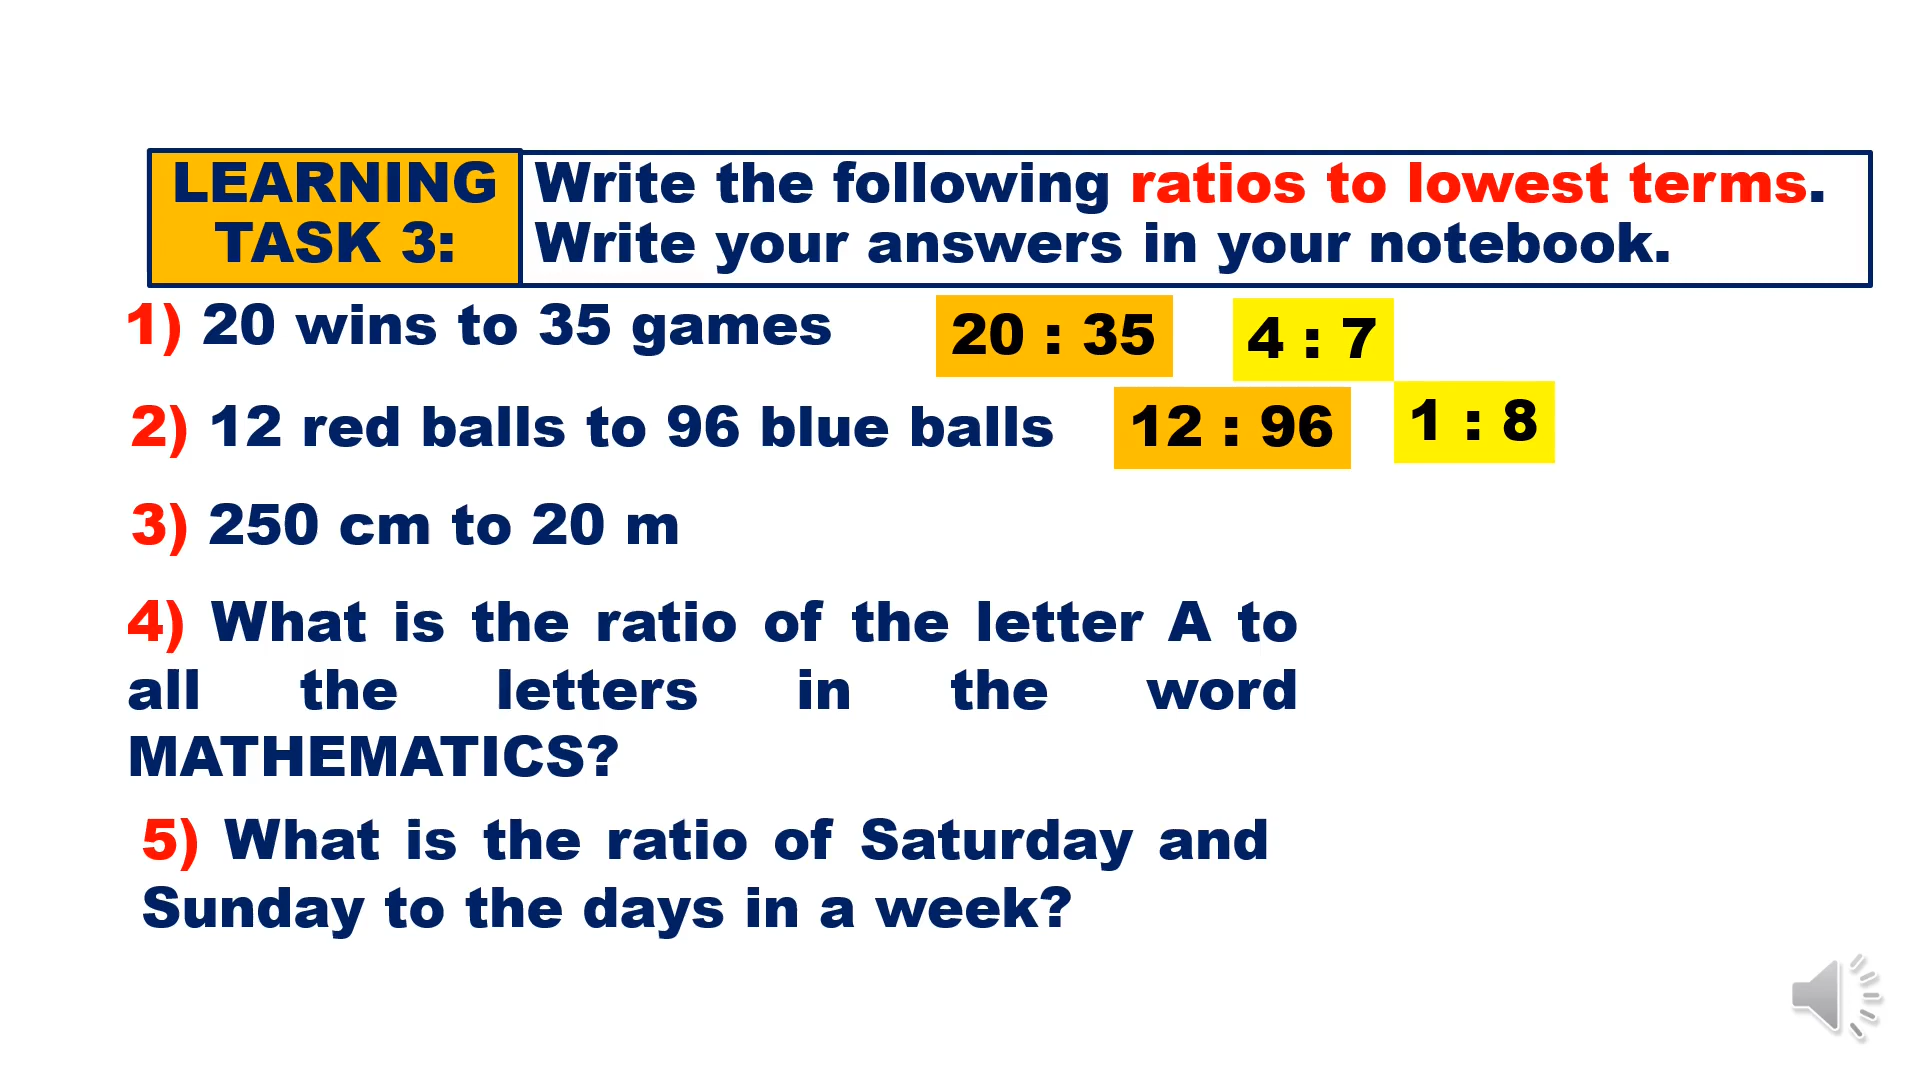 LEARNING TASK 3:
Write the following ratios to lowest terms.
Write your answers in your notebook.
1) 20 wins to 35 games 20 : 35 4 : 7
2) 12 red balls to 96 blue balls 12 : 96 1 : 8
3) 250 cm to 20 m
4) What is the ratio of the letter A to
all the letters in the word
MATHEMATICS?
5) What is the ratio of Saturday and
Sunday to the days in a week?